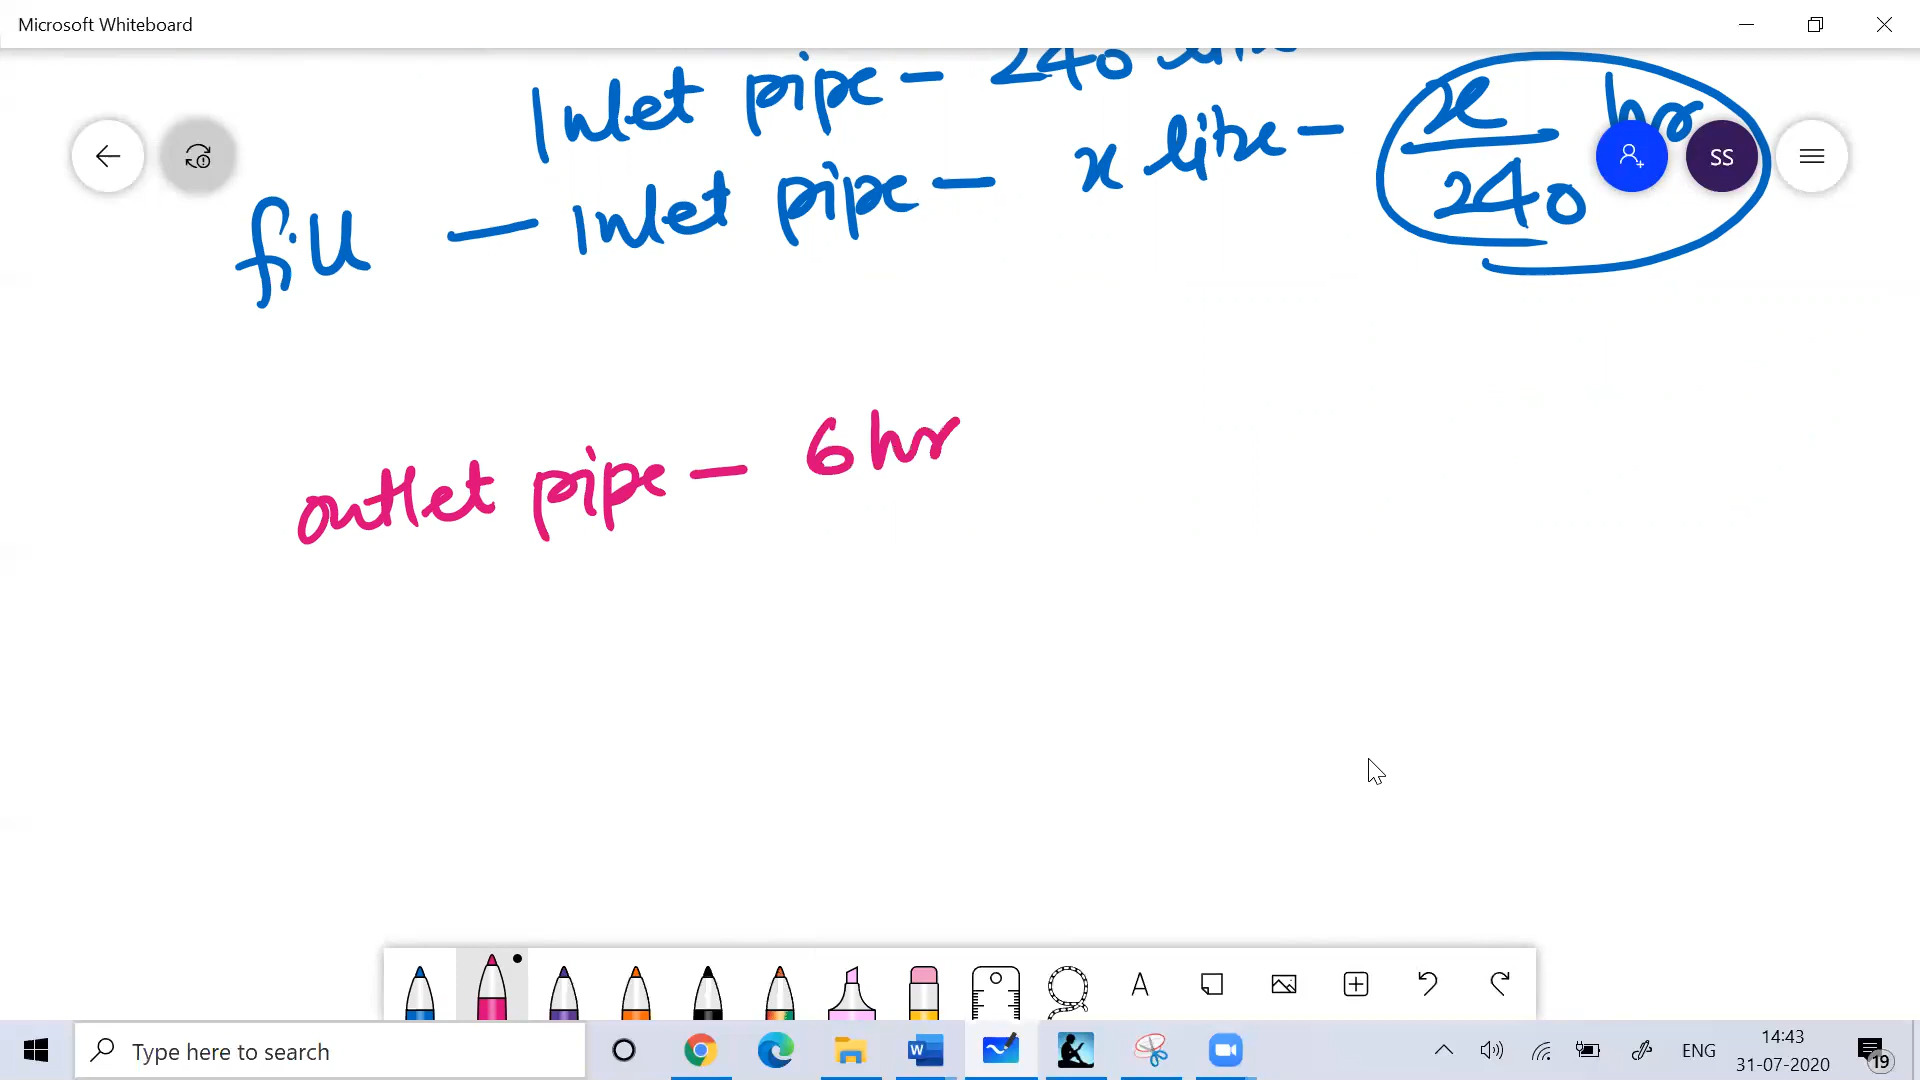 Microsoft Whiteboard
Inlet pipe - 240
fill - inlet pipe - x litre - x/240 hr
SS
outlet pipe - 6 hr
A
Type here to search
ENG
14:43
31-07-2020
19